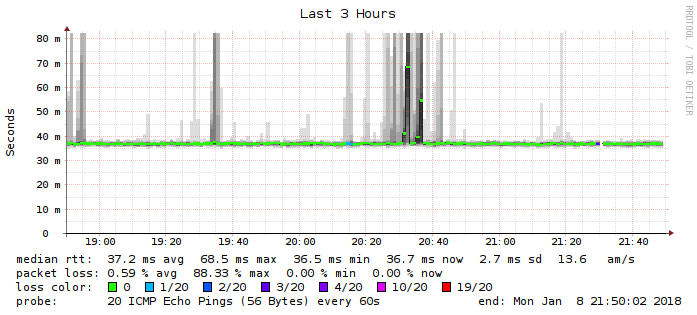 Last 3 Hours
RRDTOOL / TOBI OETIKER
Seconds
80 m
70 m
60 m
50 m
40 m
30 m
20 m
10 m
0
19:00 19:20 19:40 20:00 20:20 20:40 21:00 21:20 21:40
median rtt: 37.2 ms avg 68.5 ms max 36.5 ms min 36.7 ms now 2.7 ms sd 13.6 am/s
packet loss: 0.59 % avg 88.33 % max 0.00 % min 0.00 % now
loss color: 0 1/20 2/20 3/20 4/20 10/20 19/20
probe: 20 ICMP Echo Pings (56 Bytes) every 60s end: Mon Jan 8 21:50:02 2018